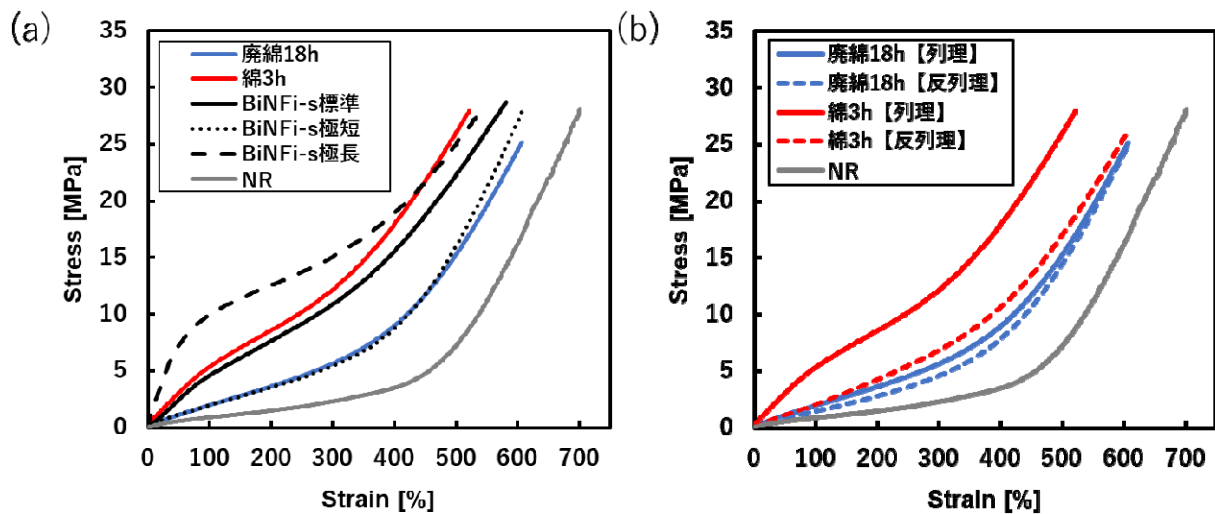 (a)
35
30
25
20
15
10
5
0
Stress [MPa]
廃綿18h
綿3h
BiNFi-s標準
BiNFi-s極短
BiNFi-s極長
NR
0 100 200 300 400 500 600 700
Strain [%]
(b)
35
30
25
20
15
10
5
0
Stress [MPa]
廃綿18h【列理】
廃綿18h【反列理】
綿3h【列理】
綿3h【反列理】
NR
0 100 200 300 400 500 600 700
Strain [%]